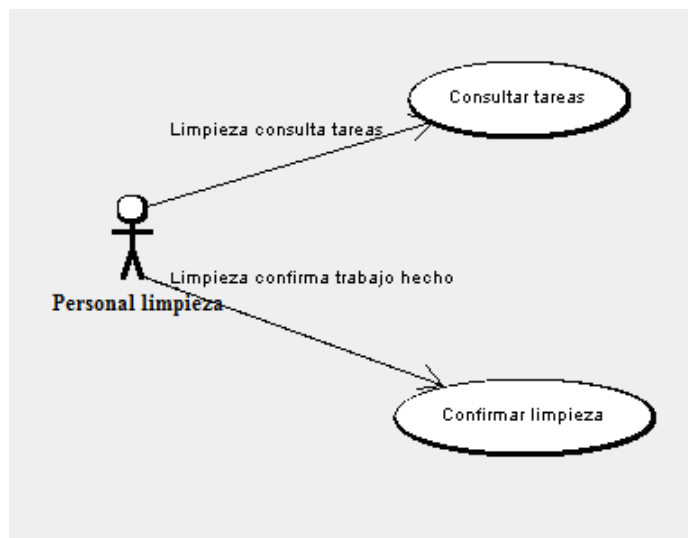 Consultar tareas
Limpieza consulta tareas
Limpieza confirma trabajo hecho
Personal limpieza
Confirmar limpieza